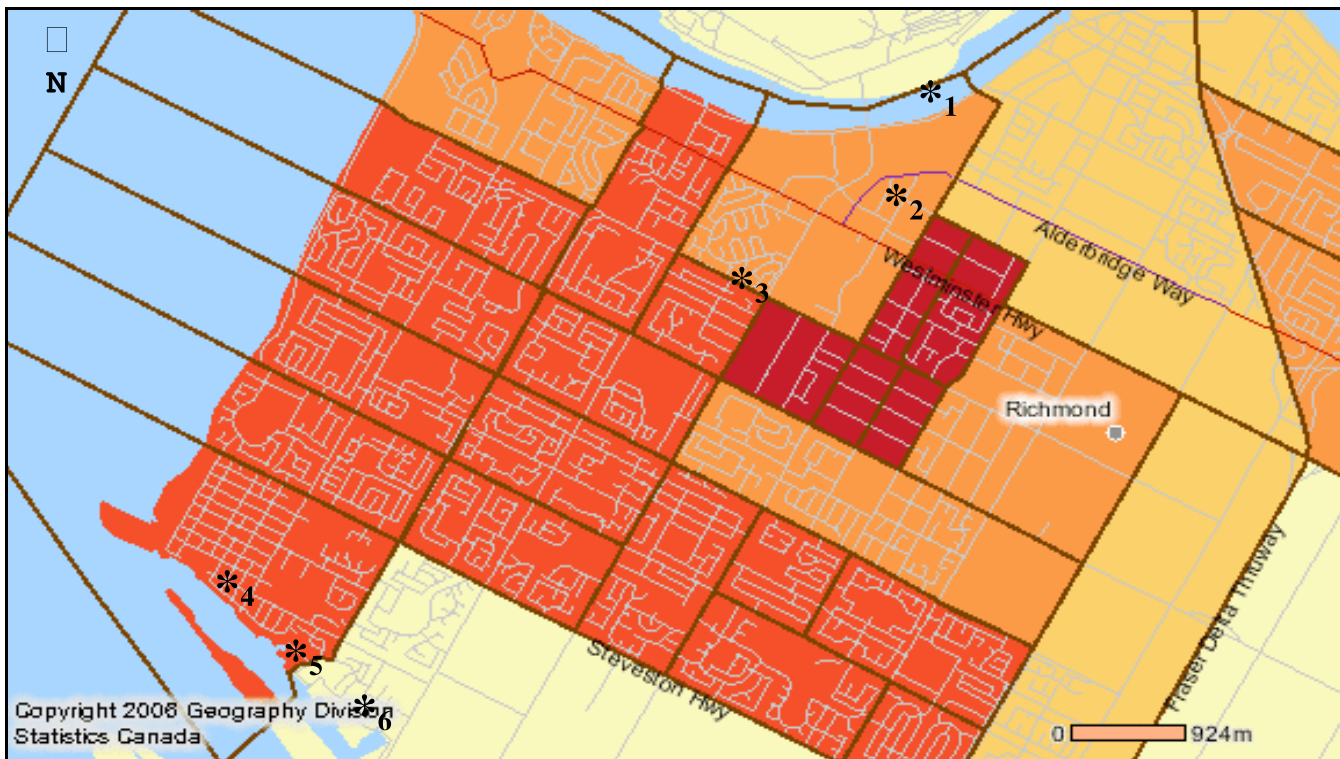 N
*1
*2
Alderbridge Way
Westminster Hwy
*3
Richmond
*4
*5
Steveston Hwy
Fraser Delta Thruway
*6
Copyright 2006 Geography Division
Statistics Canada
0 924m